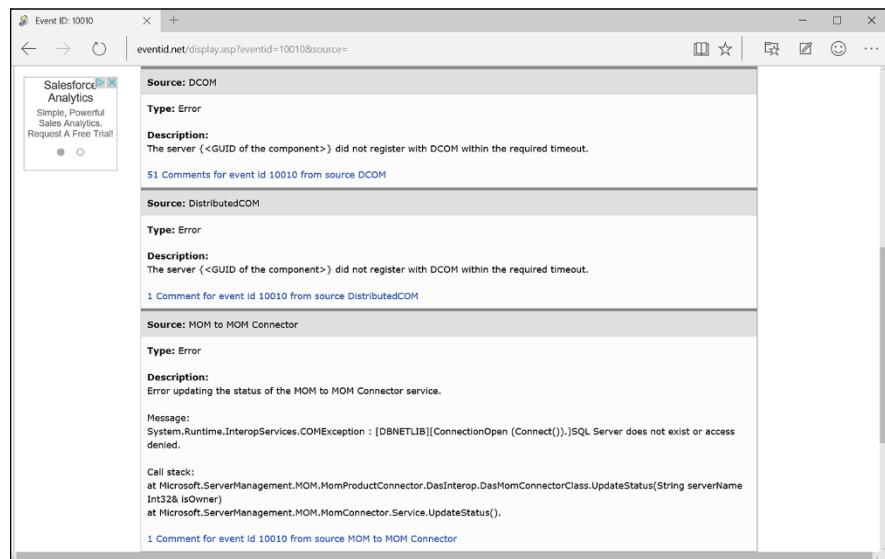 Event ID: 10010
eventid.net/display.asp?eventid=10010&source=
Salesforce
Analytics
Simple, Powerful
Sales Analytics.
Request A Free Trial!
Source: DCOM
Type: Error
Description:
The server {<GUID of the component>} did not register with DCOM within the required timeout.
51 Comments for event id 10010 from source DCOM
Source: DistributedCOM
Type: Error
Description:
The server {<GUID of the component>} did not register with DCOM within the required timeout.
1 Comment for event id 10010 from source DistributedCOM
Source: MOM to MOM Connector
Type: Error
Description:
Error updating the status of the MOM to MOM Connector service.
Message:
System.Runtime.InteropServices.COMException : [DBNETLIB][ConnectionOpen (Connect()).]SQL Server does not exist or access
denied.
Call stack:
at Microsoft.ServerManagement.MOM.MomProductConnector.DasInterop.DasMomConnectorClass.UpdateStatus(String serverName
Int32& isOwner)
at Microsoft.ServerManagement.MOM.MomConnector.Service.UpdateStatus().
1 Comment for event id 10010 from source MOM to MOM Connector